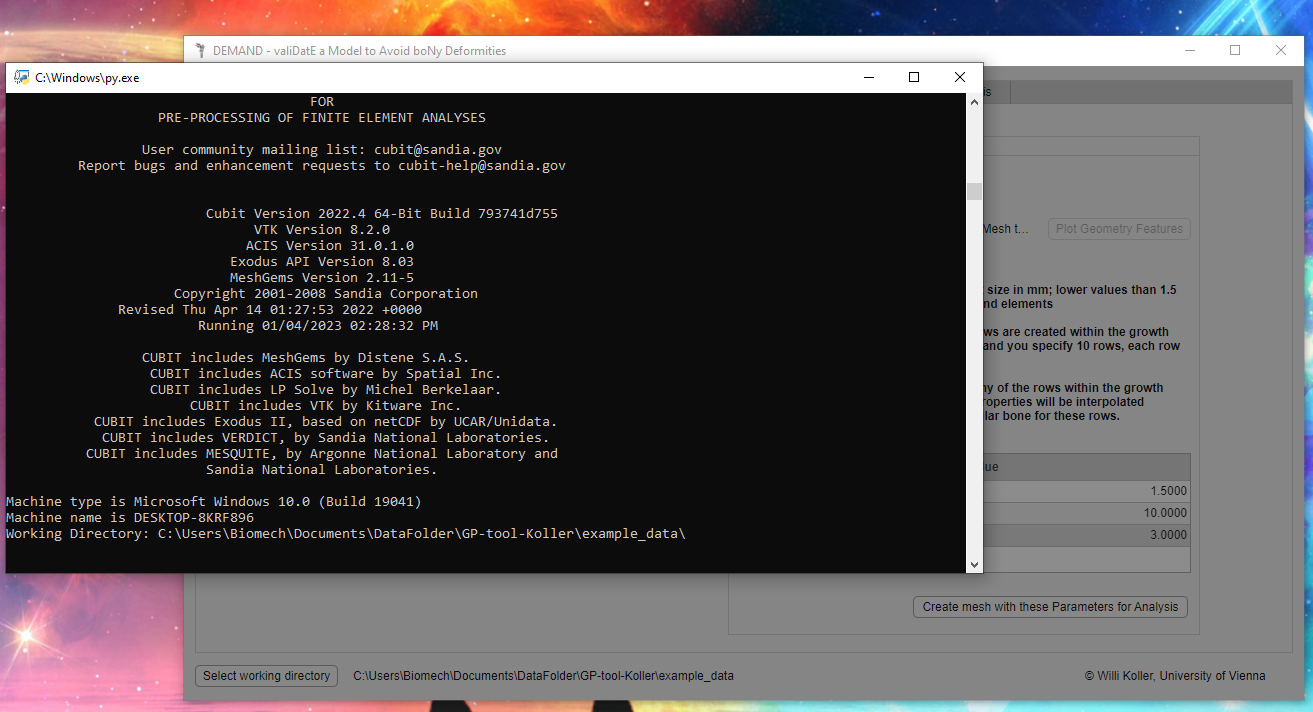 DEMAND - valiDatE a Model to Avoid boNy Deformities
C:\Windows\py.exe
FOR
PRE-PROCESSING OF FINITE ELEMENT ANALYSES
User community mailing list: cubit@sandia.gov
Report bugs and enhancement requests to cubit-help@sandia.gov
Cubit Version 2022.4 64-Bit Build 793741d755
VTK Version 8.2.0
ACIS Version 31.0.1.0
Exodus API Version 8.03
MeshGems Version 2.11-5
Copyright 2001-2008 Sandia Corporation
Revised Thu Apr 14 01:27:53 2022 +0000
Running 01/04/2023 02:28:32 PM
CUBIT includes MeshGems by Distene S.A.S.
CUBIT includes ACIS software by Spatial Inc.
CUBIT includes LP Solve by Michel Berkelaar.
CUBIT includes VTK by Kitware Inc.
CUBIT includes Exodus II, based on netCDF by UCAR/Unidata.
CUBIT includes VERDICT, by Sandia National Laboratories.
CUBIT includes MESQUITE, by Argonne National Laboratory and
Sandia National Laboratories.
Machine type is Microsoft Windows 10.0 (Build 19041)
Machine name is DESKTOP-8KRF896
Working Directory: C:\Users\Biomech\Documents\DataFolder\GP-tool-Koller\example_data\
is
Mesh t... Plot Geometry Features
size in mm; lower values than 1.5
nd elements
ws are created within the growth
and you specify 10 rows, each row
ny of the rows within the growth
roperties will be interpolated
lar bone for these rows.
ue
1.5000
10.0000
3.0000
Create mesh with these Parameters for Analysis
Select working directory C:\Users\Biomech\Documents\DataFolder\GP-tool-Koller\example_data © Willi Koller, University of Vienna